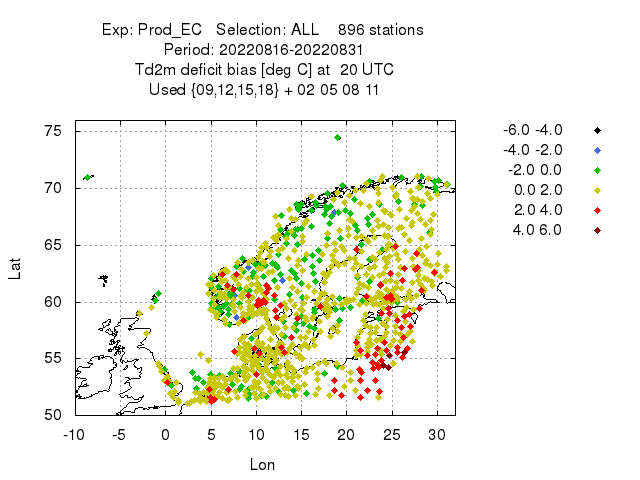 Exp: Prod_EC   Selection: ALL    896 stations
Period: 20220816-20220831
Td2m deficit bias [deg C] at  20 UTC
Used {09,12,15,18} + 02 05 08 11
-6.0 -4.0
-4.0 -2.0
-2.0 0.0
0.0 2.0
2.0 4.0
4.0 6.0
75
70
65
60
55
50
Lat
-10 -5 0 5 10 15 20 25 30
Lon